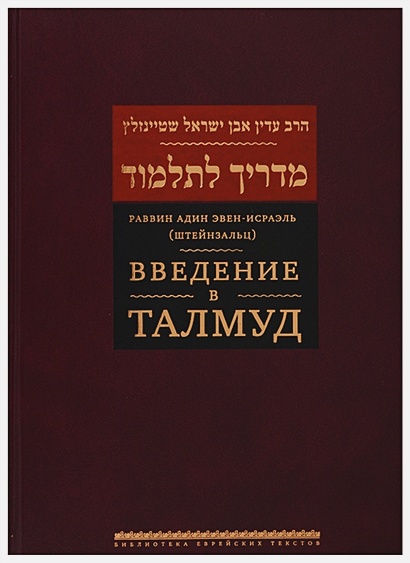 הרב עדין אבן ישראל שטיינזלץ
מדריך לתלמוד
РАВВИН АДИН ЭВЕН-ИСРАЭЛЬ
(ШТЕЙНЗАЛЬЦ)
ВВЕДЕНИЕ
В
ТАЛМУД
БИБЛИОТЕКА ЕВРЕЙСКИХ ТЕКСТОВ